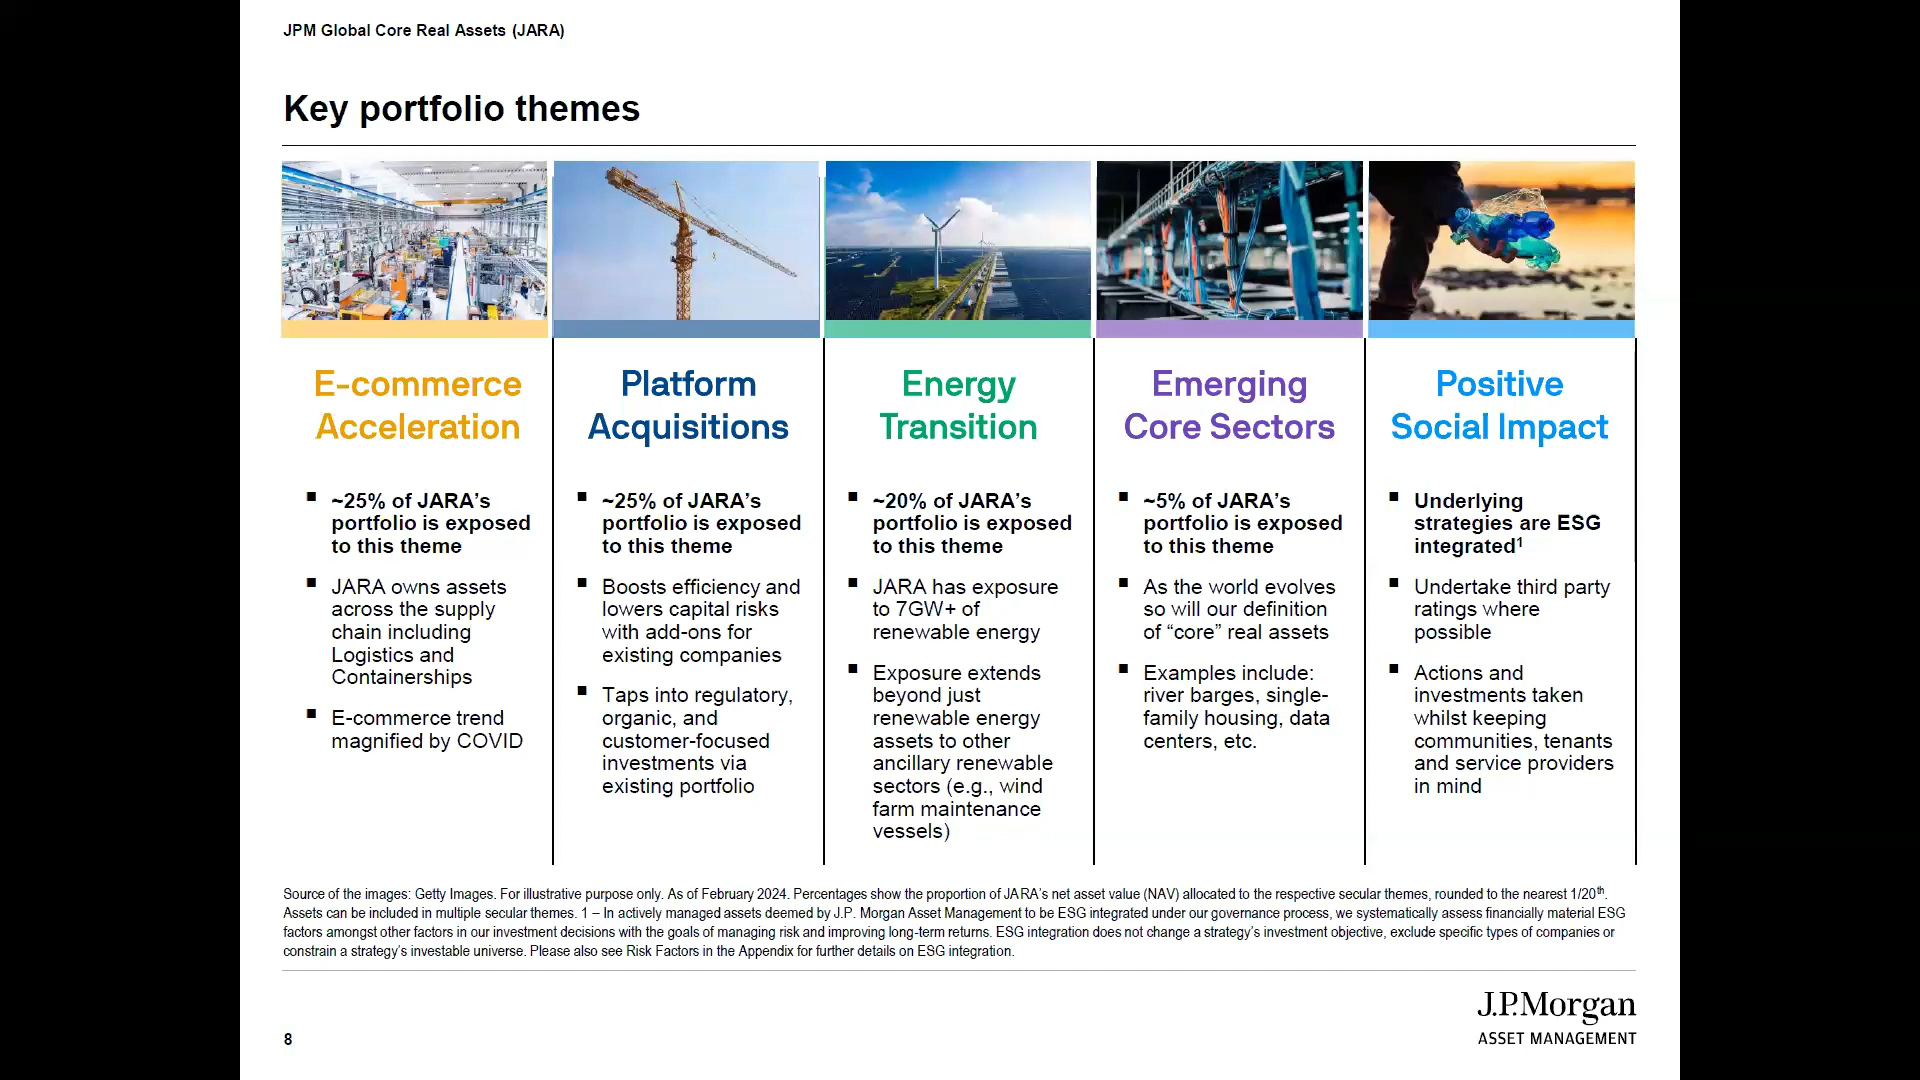 JPM Global Core Real Assets (JARA)
Key portfolio themes
E-commerce
Acceleration
▪ ~25% of JARA's
portfolio is exposed
to this theme
▪ JARA owns assets
across the supply
chain including
Logistics and
Containerships
▪ E-commerce trend
magnified by COVID
Platform
Acquisitions
▪ ~25% of JARA's
portfolio is exposed
to this theme
▪ Boosts efficiency and
lowers capital risks
with add-ons for
existing companies
▪ Taps into regulatory,
organic, and
customer-focused
investments via
existing portfolio
Energy
Transition
▪ ~20% of JARA's
portfolio is exposed
to this theme
▪ JARA has exposure
to 7GW+ of
renewable energy
▪ Exposure extends
beyond just
renewable energy
assets to other
ancillary renewable
sectors (e.g., wind
farm maintenance
vessels)
Emerging
Core Sectors
▪ ~5% of JARA's
portfolio is exposed
to this theme
▪ As the world evolves
so will our definition
of “core” real assets
▪ Examples include:
river barges, single-
family housing, data
centers, etc.
Positive
Social Impact
▪ Underlying
strategies are ESG
integrated¹
▪ Undertake third party
ratings where
possible
▪ Actions and
investments taken
whilst keeping
communities, tenants
and service providers
in mind
Source of the images: Getty Images. For illustrative purpose only. As of February 2024. Percentages show the proportion of JARA's net asset value (NAV) allocated to the respective secular themes, rounded to the nearest 1/20th.
Assets can be included in multiple secular themes. 1 – In actively managed assets deemed by J.P. Morgan Asset Management to be ESG integrated under our governance process, we systematically assess financially material ESG
factors amongst other factors in our investment decisions with the goals of managing risk and improving long-term returns. ESG integration does not change a strategy's investment objective, exclude specific types of companies or
constrain a strategy's investable universe. Please also see Risk Factors in the Appendix for further details on ESG integration.
J.P.Morgan
ASSET MANAGEMENT
8